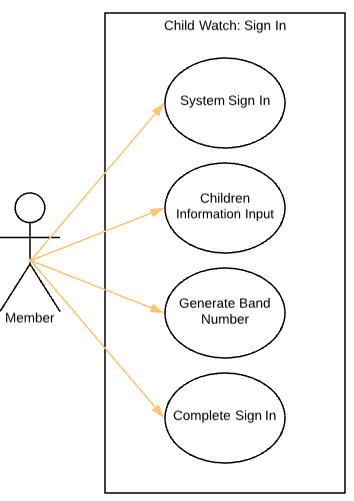 Child Watch: Sign In
System Sign In
Children
Information Input
Generate Band
Number
Member
Complete Sign In